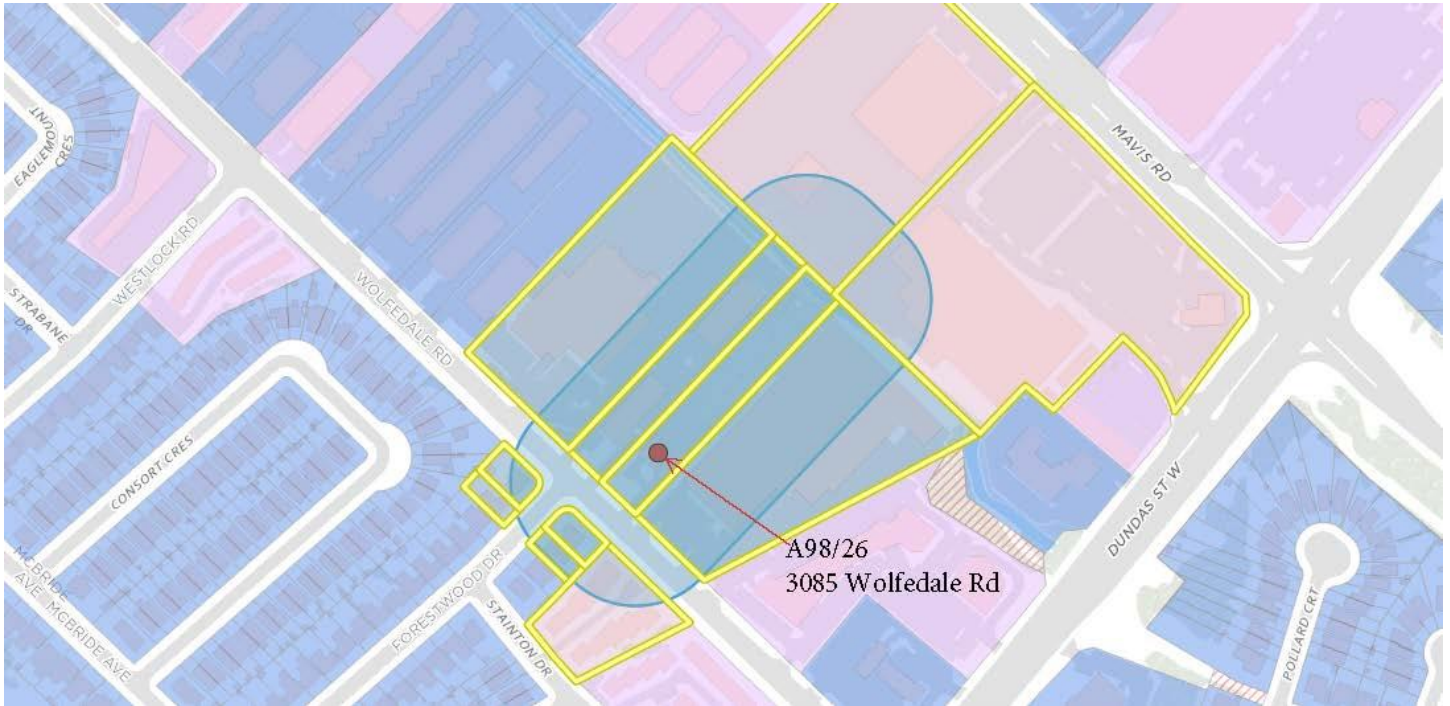 EAGLEMOUNT
CRES
MAVIS RD
WESTLOCK RD
STRABANE
DR
WOLFEDALE RD
CONSORT CRES
DUNDAS ST W
A98/26
3085 Wolfedale Rd
MCBRIDE
AVE MCBRIDE AVE
FORESTWOOD DR
STAINTON DR
POLLARD CRT